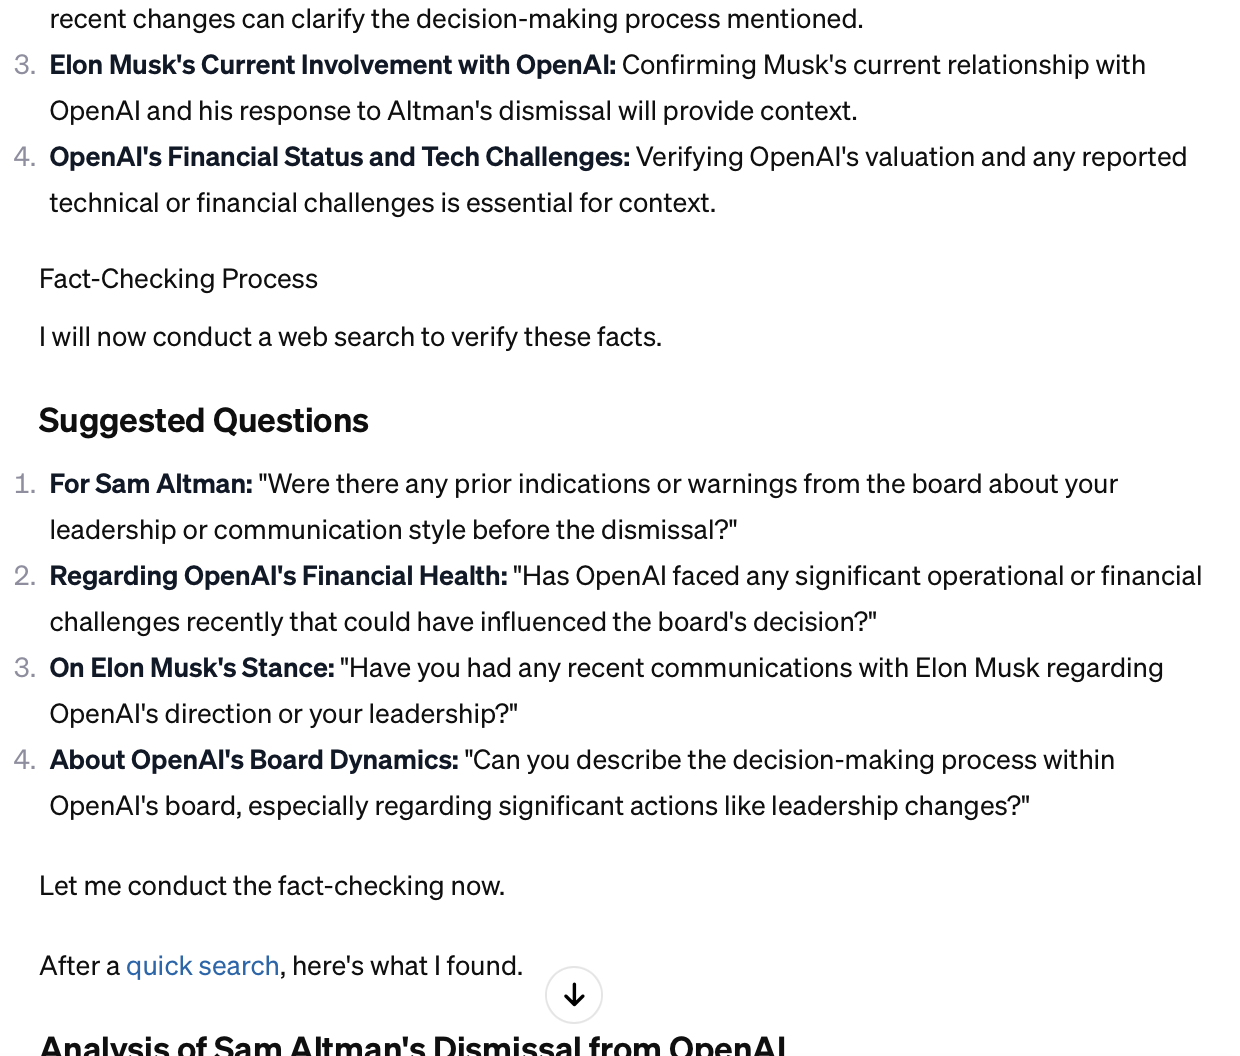 recent changes can clarify the decision-making process mentioned.
3. Elon Musk's Current Involvement with OpenAI: Confirming Musk's current relationship with
OpenAI and his response to Altman's dismissal will provide context.
4. OpenAI's Financial Status and Tech Challenges: Verifying OpenAI's valuation and any reported
technical or financial challenges is essential for context.
Fact-Checking Process
I will now conduct a web search to verify these facts.
Suggested Questions
1. For Sam Altman: "Were there any prior indications or warnings from the board about your
leadership or communication style before the dismissal?"
2. Regarding OpenAI's Financial Health: "Has OpenAI faced any significant operational or financial
challenges recently that could have influenced the board's decision?"
3. On Elon Musk's Stance: "Have you had any recent communications with Elon Musk regarding
OpenAI's direction or your leadership?"
4. About OpenAI's Board Dynamics: "Can you describe the decision-making process within
OpenAI's board, especially regarding significant actions like leadership changes?"
Let me conduct the fact-checking now.
After a quick search, here's what I found.
Analysis of Sam Altman's Dismissal from OpenAI